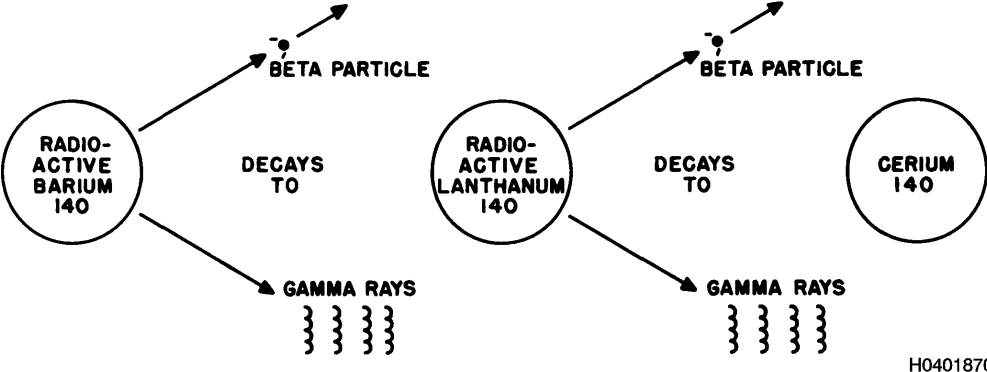 BETA PARTICLE
BETA PARTICLE
RADIO-
ACTIVE
BARIUM
140
DECAYS
TO
RADIO-
ACTIVE
LANTHANUM
140
DECAYS
TO
CERIUM
140
GAMMA RAYS
GAMMA RAYS
H0401870